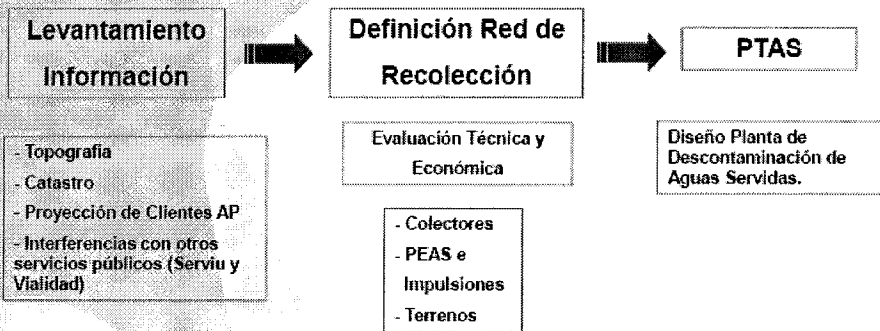 Levantamiento
Información
Definición Red de
Recolección
PTAS
- Topografia
- Catastro
- Proyección de Clientes AP
- Interferencias con otros
servicios públicos (Serviu y
Vialidad)
Evaluación Técnica y
Económica
- Colectores
- PEAS e
Impulsiones
- Terrenos
Diseño Planta de
Descontaminación de
Aguas Servidas.